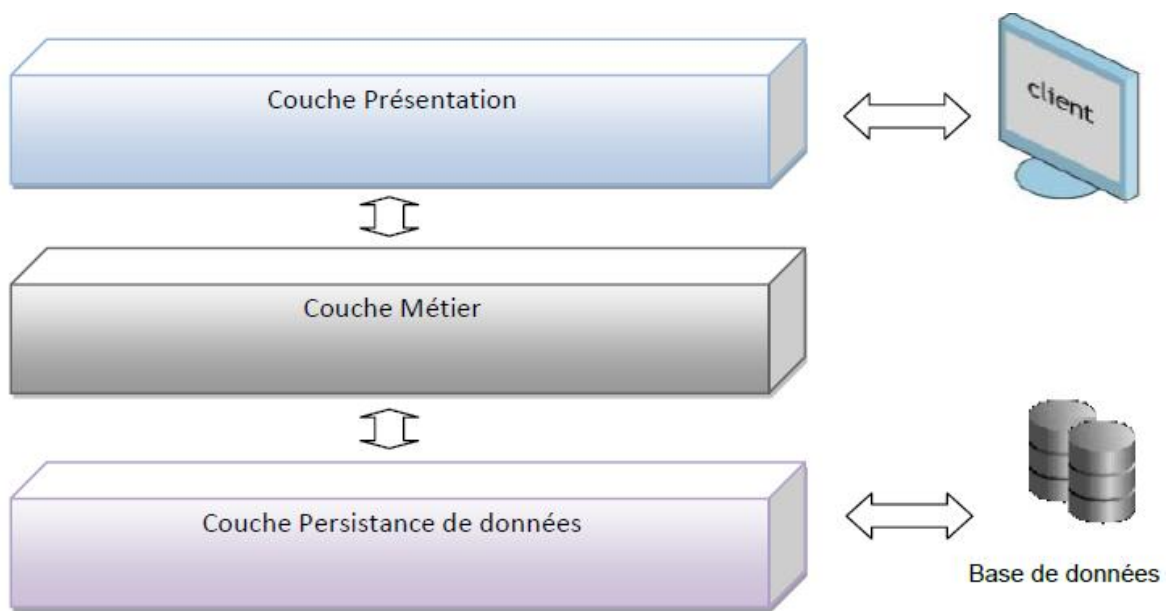 Couche Présentation
client
Couche Métier
Couche Persistance de données
Base de données